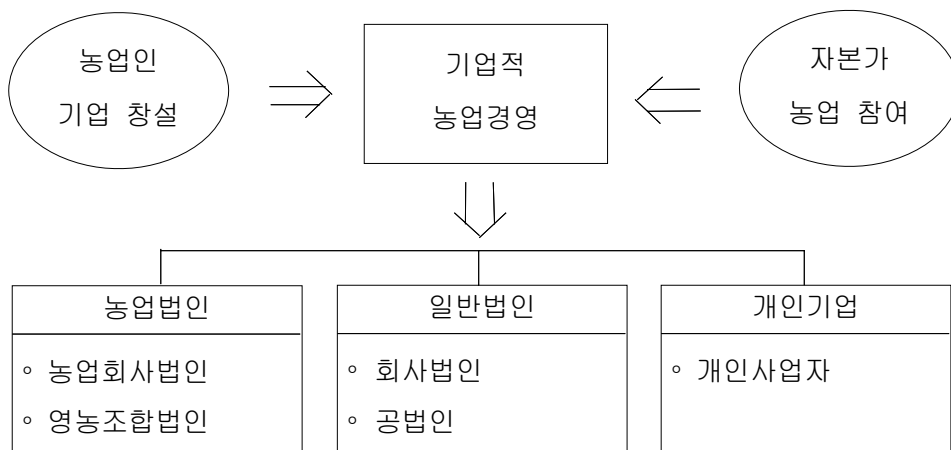 농업인
기업 창설
기업적
농업경영
자본가
농업 참여
농업법인
◦ 농업회사법인
◦ 영농조합법인
일반법인
◦ 회사법인
◦ 공법인
개인기업
◦ 개인사업자